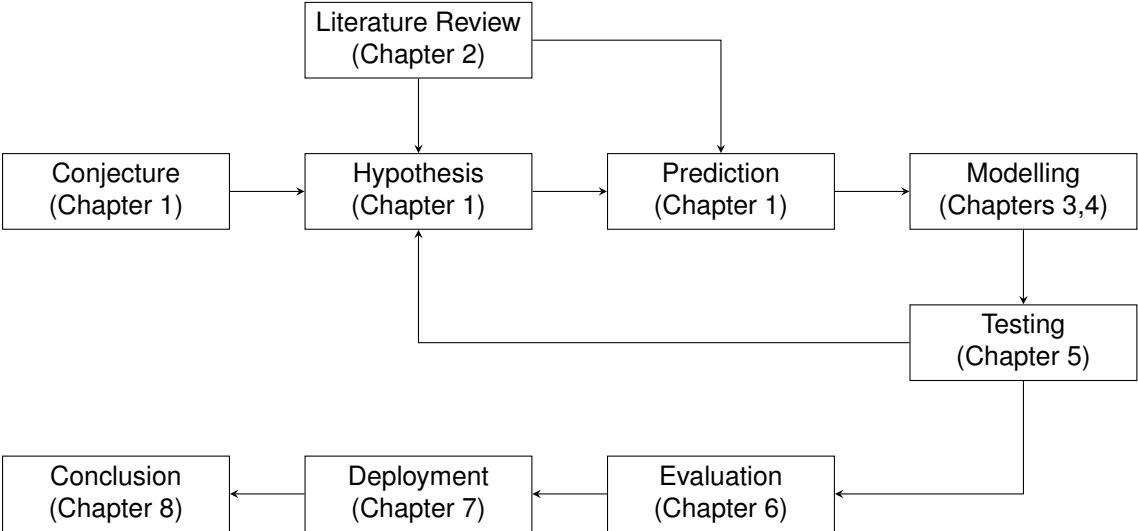 Literature Review
(Chapter 2)
Conjecture
(Chapter 1)
Hypothesis
(Chapter 1)
Prediction
(Chapter 1)
Modelling
(Chapters 3,4)
Testing
(Chapter 5)
Conclusion
(Chapter 8)
Deployment
(Chapter 7)
Evaluation
(Chapter 6)